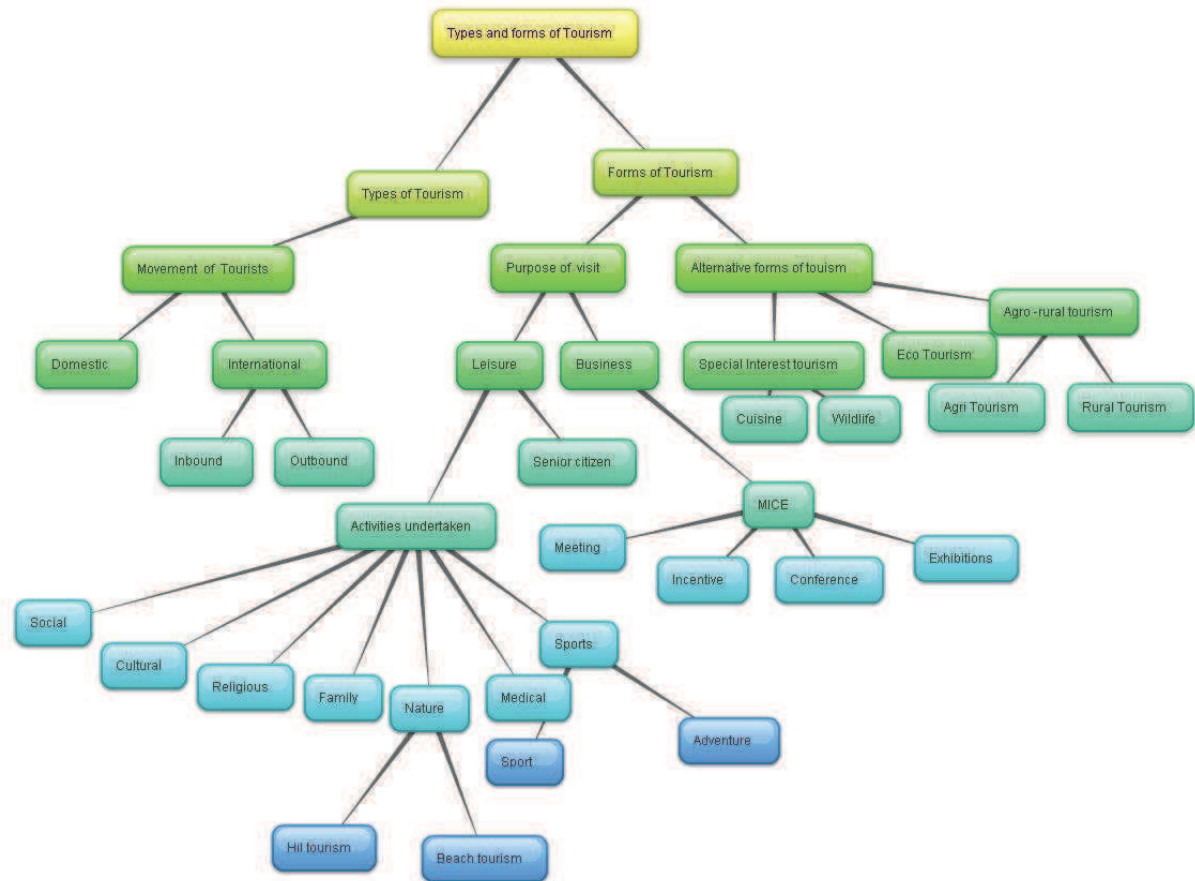 Types and forms of Tourism
Types of Tourism
Forms of Tourism
Movement of Tourists
Purpose of visit
Alternative forms of touism
Agro -rural tourism
Domestic
International
Leisure
Business
Special Interest tourism
Eco Tourism
Agri Tourism
Rural Tourism
Cuisine
Wildlife
Inbound
Outbound
Senior citizen
MICE
Activities undertaken
Meeting
Incentive
Conference
Exhibitions
Social
Cultural
Religious
Family
Nature
Medical
Sports
Sport
Adventure
Hil tourism
Beach tourism